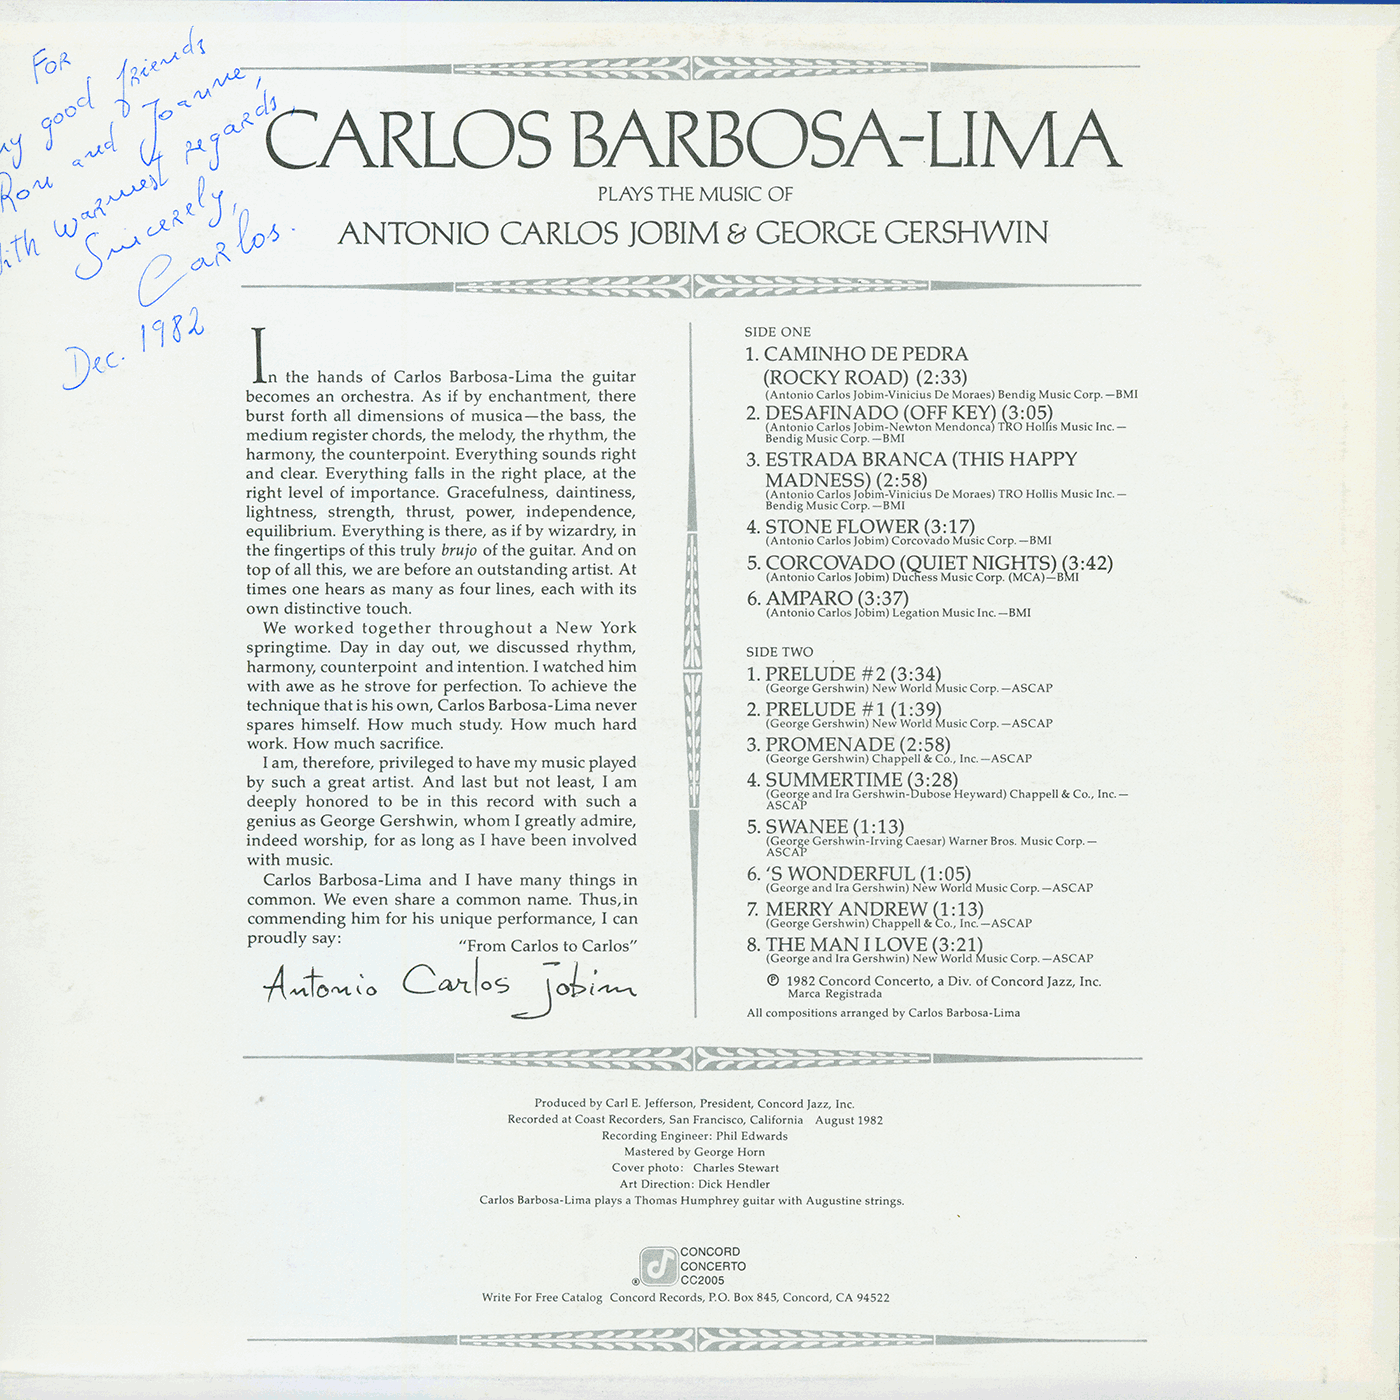 For
my good friends
Ron and Joanne,
with warmest regards.
Sincerely,
Carlos.
Dec. 1982
CARLOS BARBOSA-LIMA
PLAYS THE MUSIC OF
ANTONIO CARLOS JOBIM & GEORGE GERSHWIN
In the hands of Carlos Barbosa-Lima the guitar
becomes an orchestra. As if by enchantment, there
burst forth all dimensions of musica—the bass, the
medium register chords, the melody, the rhythm, the
harmony, the counterpoint. Everything sounds right
and clear. Everything falls in the right place, at the
right level of importance. Gracefulness, daintiness,
lightness, strength, thrust, power, independence,
equilibrium. Everything is there, as if by wizardry, in
the fingertips of this truly brujo of the guitar. And on
top of all this, we are before an outstanding artist. At
times one hears as many as four lines, each with its
own distinctive touch.
We worked together throughout a New York
springtime. Day in day out, we discussed rhythm,
harmony, counterpoint and intention. I watched him
with awe as he strove for perfection. To achieve the
technique that is his own, Carlos Barbosa-Lima never
spares himself. How much study. How much hard
work. How much sacrifice.
I am, therefore, privileged to have my music played
by such a great artist. And last but not least, I am
deeply honored to be in this record with such a
genius as George Gershwin, whom I greatly admire,
indeed worship, for as long as I have been involved
with music.
Carlos Barbosa-Lima and I have many things in
common. We even share a common name. Thus,in
commending him for his unique performance, I can
proudly say:
"From Carlos to Carlos"
Antonio Carlos Jobim
SIDE ONE
1. CAMINHO DE PEDRA
(ROCKY ROAD) (2:33)
(Antonio Carlos Jobim-Vinicius De Moraes) Bendig Music Corp.—BMI
2. DESAFINADO (OFF KEY) (3:05)
(Antonio Carlos Jobim-Newton Mendonca) TRO Hollis Music Inc.—
Bendig Music Corp.—BMI
3. ESTRADA BRANCA (THIS HAPPY
MADNESS) (2:58)
(Antonio Carlos Jobim-Vinicius De Moraes) TRO Hollis Music Inc.—
Bendig Music Corp.—BMI
4. STONE FLOWER (3:17)
(Antonio Carlos Jobim) Corcovado Music Corp.—BMI
5. CORCOVADO (QUIET NIGHTS) (3:42)
(Antonio Carlos Jobim) Duchess Music Corp. (MCA)—BMI
6. AMPARO (3:37)
(Antonio Carlos Jobim) Legation Music Inc.—BMI
SIDE TWO
1. PRELUDE #2 (3:34)
(George Gershwin) New World Music Corp.—ASCAP
2. PRELUDE #1 (1:39)
(George Gershwin) New World Music Corp.—ASCAP
3. PROMENADE (2:58)
(George Gershwin) Chappell & Co., Inc.—ASCAP
4. SUMMERTIME (3:28)
(George and Ira Gershwin-Dubose Heyward) Chappell & Co., Inc.—
ASCAP
5. SWANEE (1:13)
(George Gershwin-Irving Caesar) Warner Bros. Music Corp.—
ASCAP
6. 'S WONDERFUL (1:05)
(George and Ira Gershwin) New World Music Corp.—ASCAP
7. MERRY ANDREW (1:13)
(George Gershwin) Chappell & Co., Inc.—ASCAP
8. THE MAN I LOVE (3:21)
(George and Ira Gershwin) New World Music Corp.—ASCAP
℗ 1982 Concord Concerto, a Div. of Concord Jazz, Inc.
Marca Registrada
All compositions arranged by Carlos Barbosa-Lima
Produced by Carl E. Jefferson, President, Concord Jazz, Inc.
Recorded at Coast Recorders, San Francisco, California August 1982
Recording Engineer: Phil Edwards
Mastered by George Horn
Cover photo: Charles Stewart
Art Direction: Dick Hendler
Carlos Barbosa-Lima plays a Thomas Humphrey guitar with Augustine strings.
® CONCORD
CONCERTO
CC2005
Write For Free Catalog Concord Records, P.O. Box 845, Concord, CA 94522